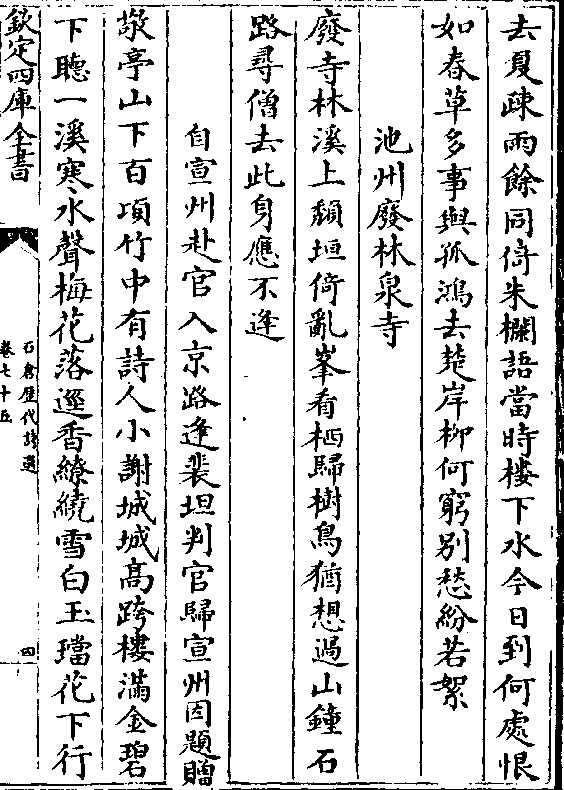 去夏疎雨餘同倚朱欄語當時樓下水今日到何處恨
如春草多事與孤鴻去楚岸柳何窮别愁紛若絮
池州廢林泉寺
廢寺林溪上頽垣倚亂峯看栖歸樹鳥猶想過山鐘石
路尋僧去此身應不逢
自宣州赴官入京路逢裴坦判官歸宣州因題贈
敬亭山下百項竹中有詩人小謝城城髙跨樓滿金碧
下聽一溪寒水聲梅花落逕香繚繞雪白玉璫花下行
欽定四庫全書
石倉歴代詩選
卷七十五
四